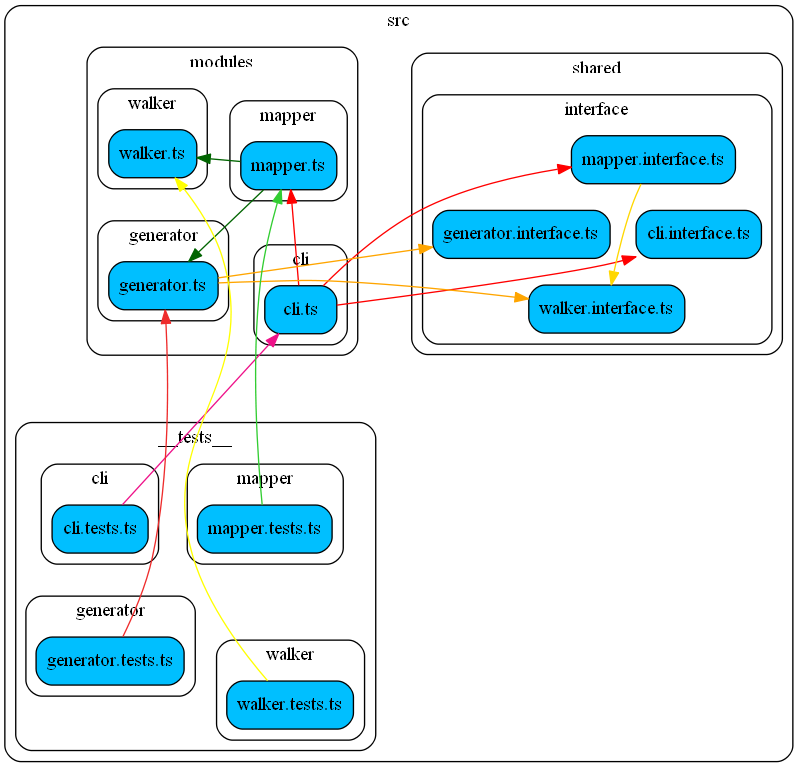 src
modules
walker
walker.ts
mapper
mapper.ts
generator
generator.ts
cli
cli.ts
shared
interface
mapper.interface.ts
generator.interface.ts
cli.interface.ts
walker.interface.ts
__tests__
cli
cli.tests.ts
mapper
mapper.tests.ts
generator
generator.tests.ts
walker
walker.tests.ts